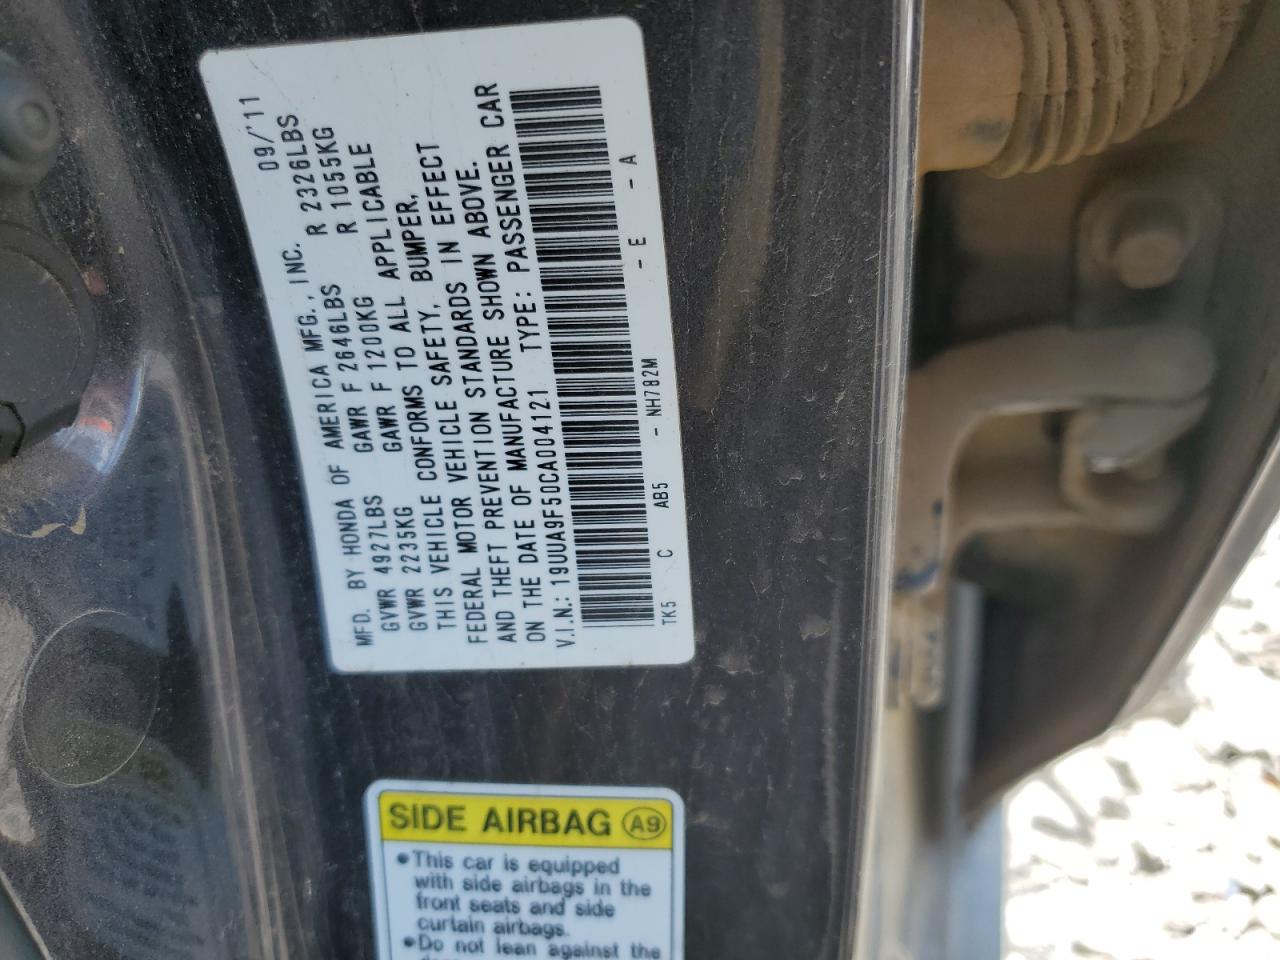 MFD. BY HONDA OF AMERICA MFG., INC. 09/'11
GVWR 4927LBS GAWR F 2646LBS R 2326LBS
GVWR 2235KG GAWR F 1200KG R 1055KG
THIS VEHICLE CONFORMS TO ALL APPLICABLE
FEDERAL MOTOR VEHICLE SAFETY, BUMPER,
AND THEFT PREVENTION STANDARDS IN EFFECT
ON THE DATE OF MANUFACTURE SHOWN ABOVE.
V.I.N.: 19UUA9F50CA004121 TYPE: PASSENGER CAR
TK5 C AB5 - NH782M - E - A
SIDE AIRBAG A9
•This car is equipped
with side airbags in the
front seats and side
curtain airbags.
•Do not lean against the